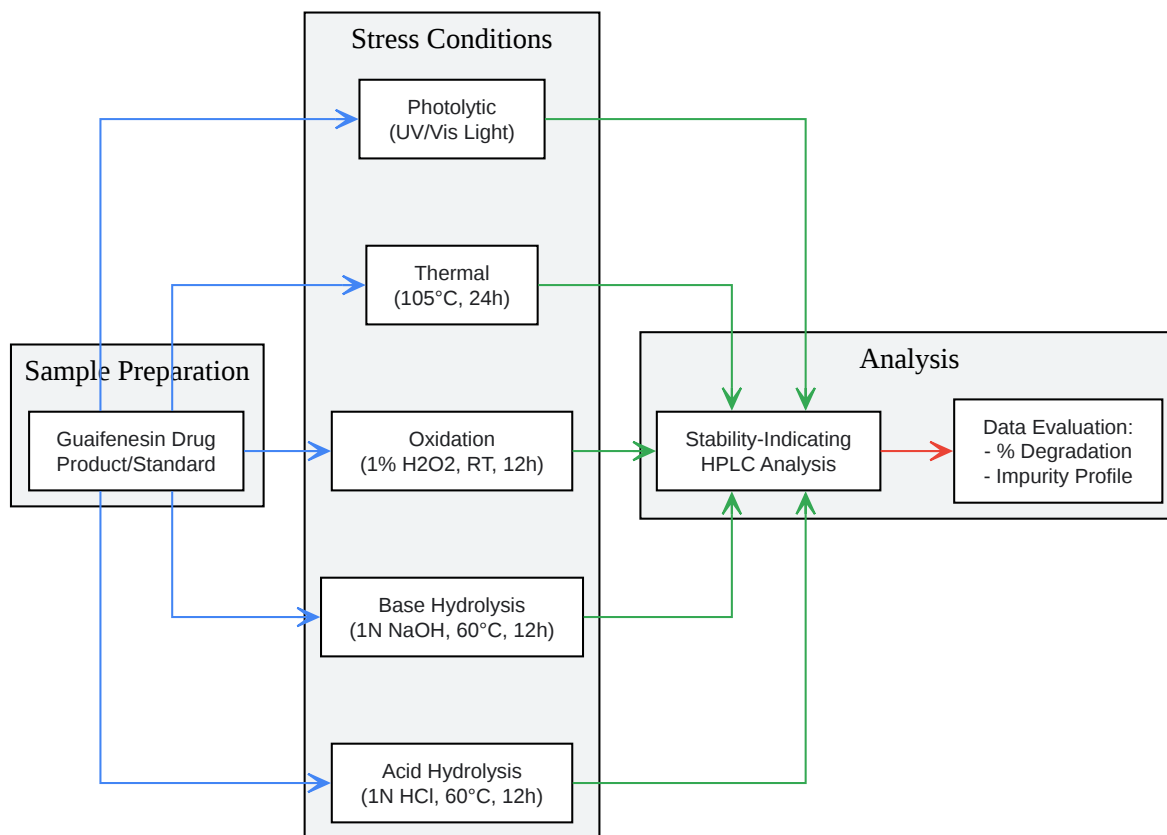 Stress Conditions
Photolytic
(UV/Vis Light)
Thermal
(105°C, 24h)
Sample Preparation
Guaifenesin Drug
Product/Standard
Oxidation
(1% H2O2, RT, 12h)
Base Hydrolysis
(1N NaOH, 60°C, 12h)
Acid Hydrolysis
(1N HCl, 60°C, 12h)
Analysis
Stability-Indicating
HPLC Analysis
Data Evaluation:
- % Degradation
- Impurity Profile